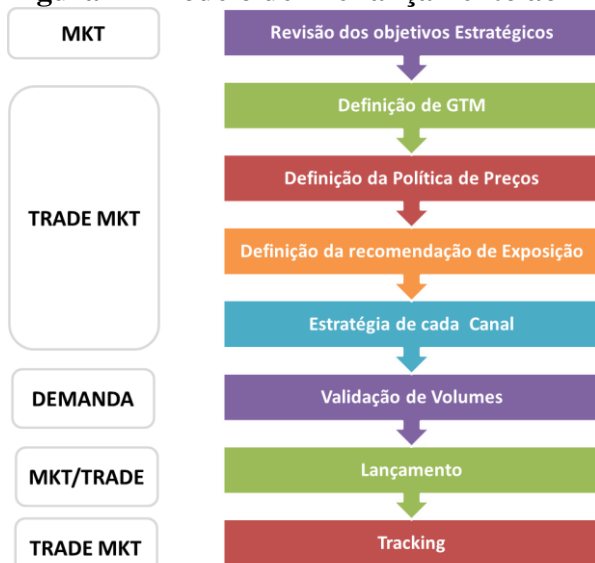 MKT
Revisão dos objetivos Estratégicos
TRADE MKT
Definição de GTM
Definição da Política de Preços
Definição da recomendação de Exposição
Estratégia de cada Canal
DEMANDA
Validação de Volumes
MKT/TRADE
Lançamento
TRADE MKT
Tracking